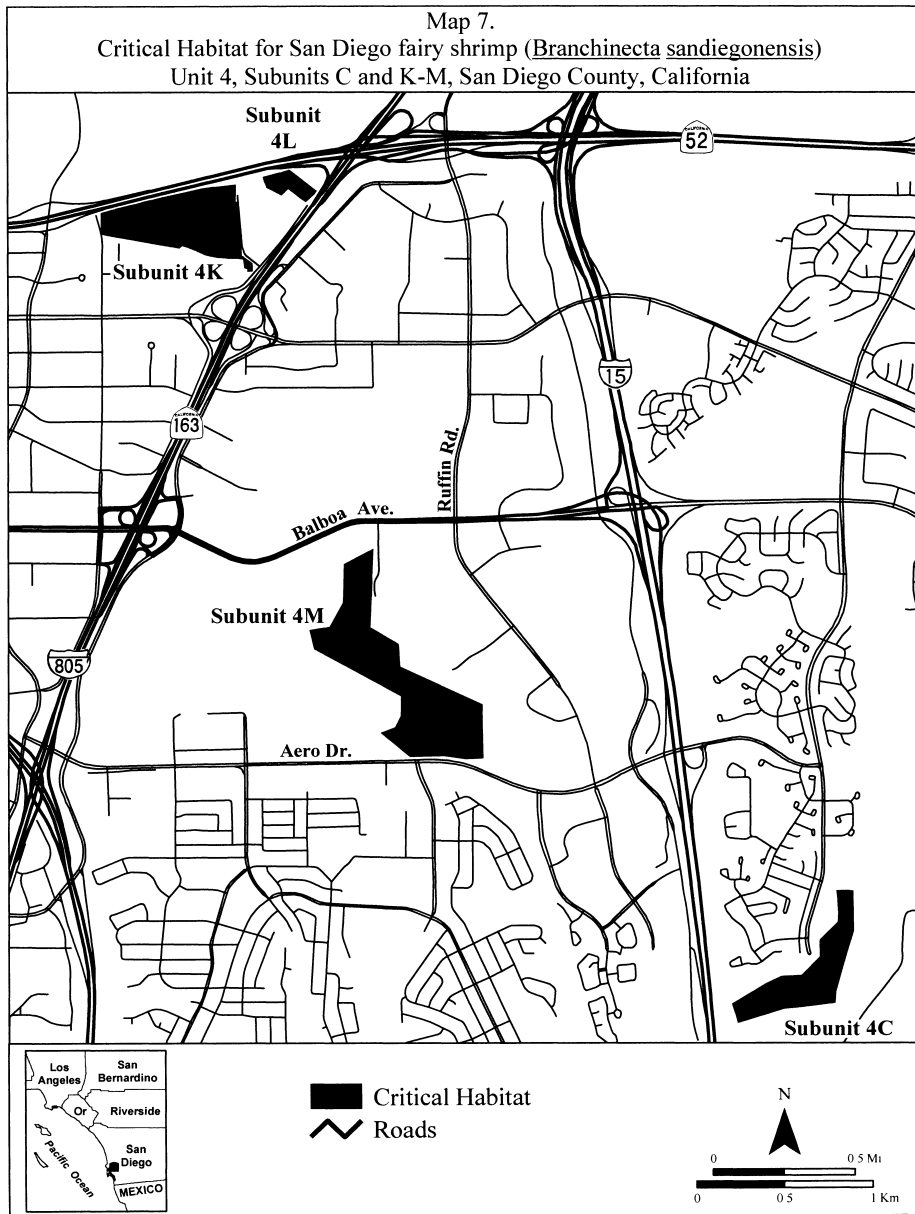 Map 7.
Critical Habitat for San Diego fairy shrimp (Branchinecta sandiegonensis)
Unit 4, Subunits C and K-M, San Diego County, California
Subunit
4L
CALIFORNIA
52
Subunit 4K
15
CALIFORNIA
163
Ruffin Rd.
Balboa Ave.
Subunit 4M
805
Aero Dr.
Subunit 4C
Los
Angeles
San
Bernardino
Or
Riverside
San
Diego
Pacific Ocean
MEXICO
Critical Habitat
Roads
N
0 0 5 Mi
0 0 5 1 Km